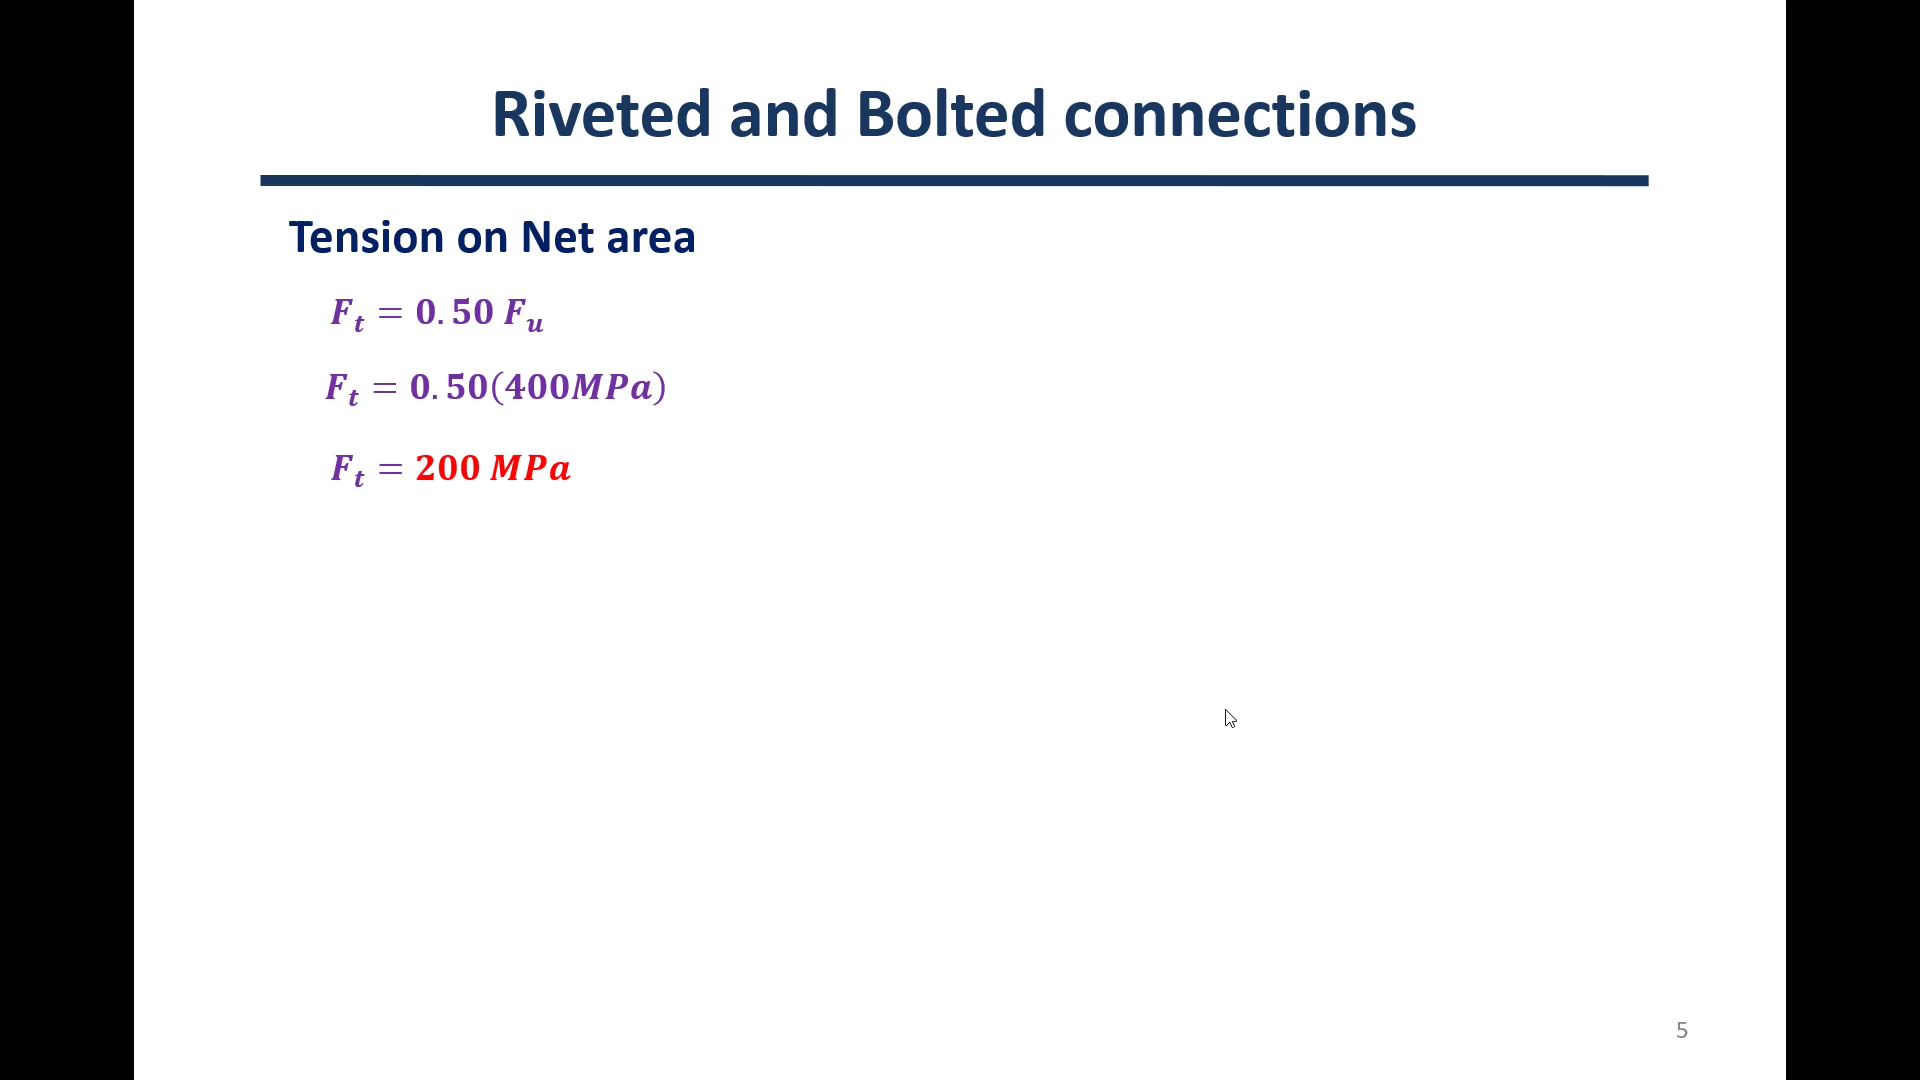 Riveted and Bolted connections
Tension on Net area
F_t = 0.50 F_u
F_t = 0.50(400MPa)
F_t = 200 MPa
5